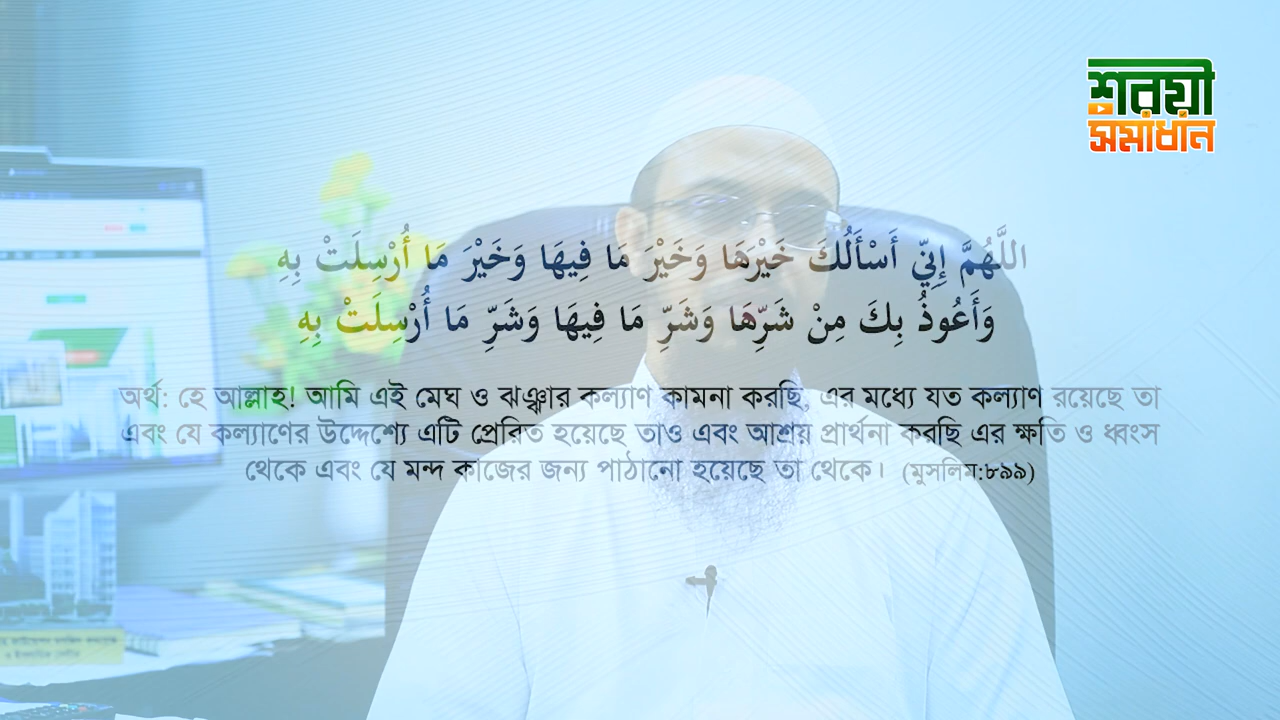 শরয়ী
সমাধান
اللَّهُمَّ إِنِّي أَسْأَلُكَ خَيْرَهَا وَخَيْرَ مَا فِيهَا وَخَيْرَ مَا أُرْسِلَتْ بِهِ
وَأَعُوذُ بِكَ مِنْ شَرِّهَا وَشَرِّ مَا فِيهَا وَشَرِّ مَا أُرْسِلَتْ بِهِ
অর্থ: হে আল্লাহ! আমি এই মেঘ ও ঝঞ্ঝার কল্যাণ কামনা করছি, এর মধ্যে যত কল্যাণ রয়েছে তা
এবং যে কল্যাণের উদ্দেশ্যে এটি প্রেরিত হয়েছে তাও এবং আশ্রয় প্রার্থনা করছি এর ক্ষতি ও ধ্বংস
থেকে এবং যে মন্দ কাজের জন্য পাঠানো হয়েছে তা থেকে। (মুসলিম:৮৯৯)